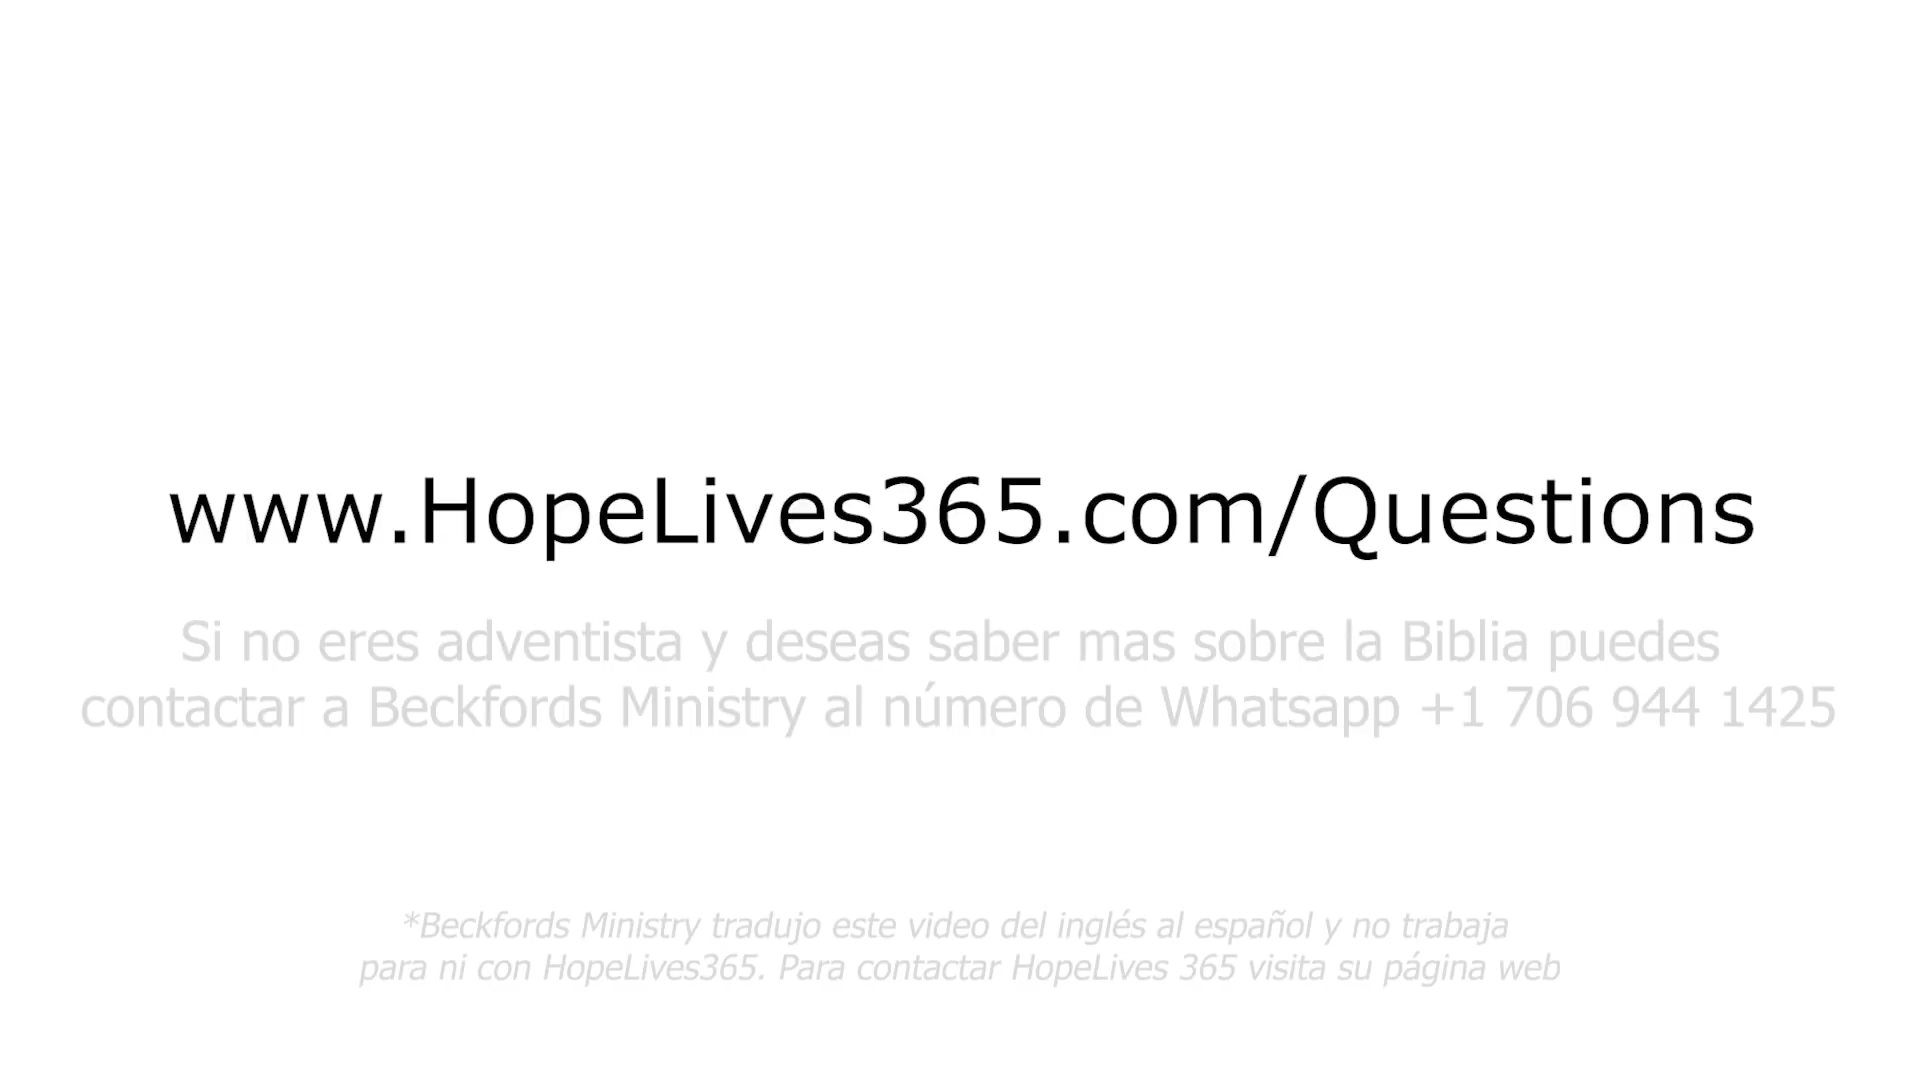 www.HopeLives365.com/Questions
Si no eres adventista y deseas saber mas sobre la Biblia puedes
contactar a Beckfords Ministry al número de Whatsapp +1 706 944 1425
*Beckfords Ministry tradujo este video del inglés al español y no trabaja
para ni con HopeLives365. Para contactar HopeLives 365 visita su página web